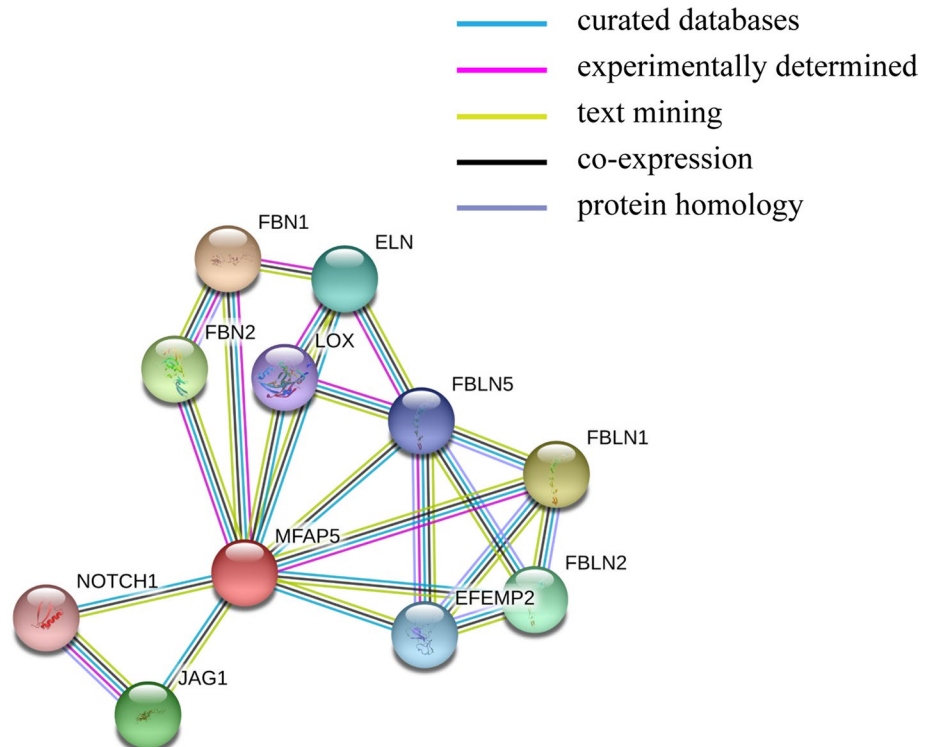 curated databases
experimentally determined
text mining
co-expression
protein homology
FBN1
ELN
FBN2
LOX
FBLN5
FBLN1
MFAP5
FBLN2
NOTCH1
EFEMP2
JAG1